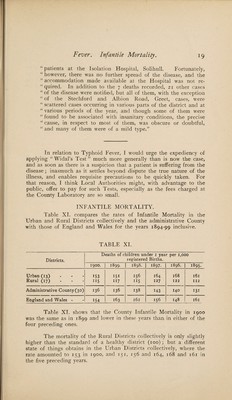 Fever. Infantile Mortality. 19
“ patients at the Isolation Hospital, Solihull. Fortunately,
“ however, there was no further spread of the disease, and the
“ accommodation made available at the Hospital was not re-
“ quired. In addition to the 7 deaths recorded, 21 other cases
“ of the disease were notified, but all of them, with the exception
“ of the Stechford and Albion Road, Greet, cases, were
“ scattered cases occurring in various parts of the district and at
“ various periods of the year, and though some of them were
“ found to be associated with insanitary conditions, the precise
“ cause, in respect to most of them, was obscure or doubtful,
“ and many of them were of a mild type.”
In relation to Typhoid Fever, I would urge the expediency of
applying “ Widal's Test ” much more generally than is now the case,
and as soon as there is a suspicion that a patient is suffering from the
disease ; inasmuch as it settles beyond dispute the true nature of the
illness, and enables requisite precautions to be quickly taken. For
that reason, I think Local Authorities might, with advantage to the
public, offer to pay for such Tests, especially as the fees charged at
the County Laboratory are so small.
INFANTILE MORTALITY.
Table XI. compares the rates of Infantile Mortality in the
Urban and Rural Districts collectively and the administrative County
with those of England and Wales for the years 1894-99 inclusive.
TABLE XI.
Districts. Deaths of children under 1 year per 1,000 registered Births.
1900. 1899. 1898. 1897. 1896. 1895.
Urban (13) - - - 153 151 156 164 168 161
Rural (17) - - - 115 117 115 127 121 121
Administrative County (30) 136 136 138 143 140 131
England and Wales - 154 163 161 156 148 161
Table XI. shows that the County Infantile Mortality in 1900
was the same as in 1899 and lower in these years than in either of the
four preceding ones.
The mortality of the Rural Districts collectively is only slightly
higher than the standard of a healthy district (100) ; but a different
state of things obtains in the Urban Districts collectively, where the
rate amounted to 153 in 1900, and 151, 156 and 164, 168 and 161 in
the five preceding years.